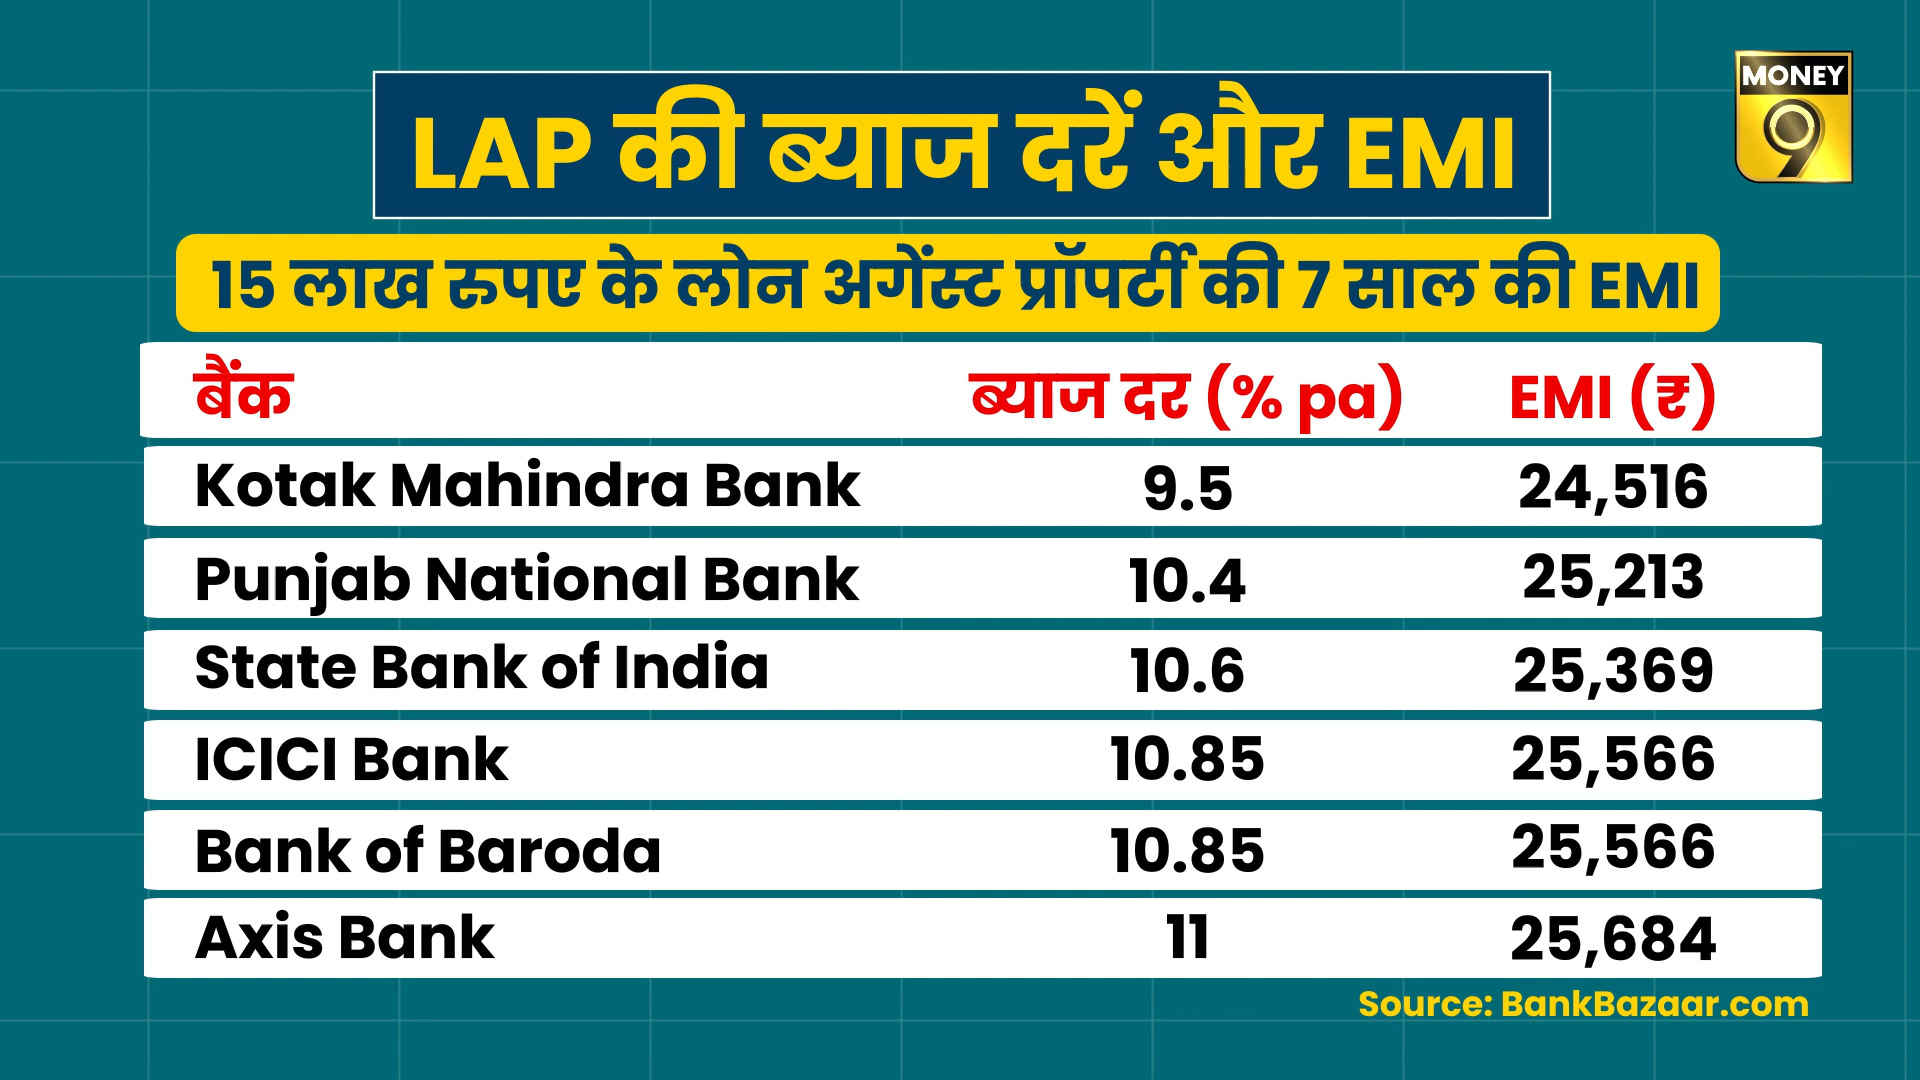 MONEY
9
LAP की ब्याज दरें और EMI
15 लाख रुपए के लोन अगेंस्ट प्रॉपर्टी की 7 साल की EMI
बैंक ब्याज दर (% pa) EMI (₹)
Kotak Mahindra Bank 9.5 24,516
Punjab National Bank 10.4 25,213
State Bank of India 10.6 25,369
ICICI Bank 10.85 25,566
Bank of Baroda 10.85 25,566
Axis Bank 11 25,684
Source: BankBazaar.com